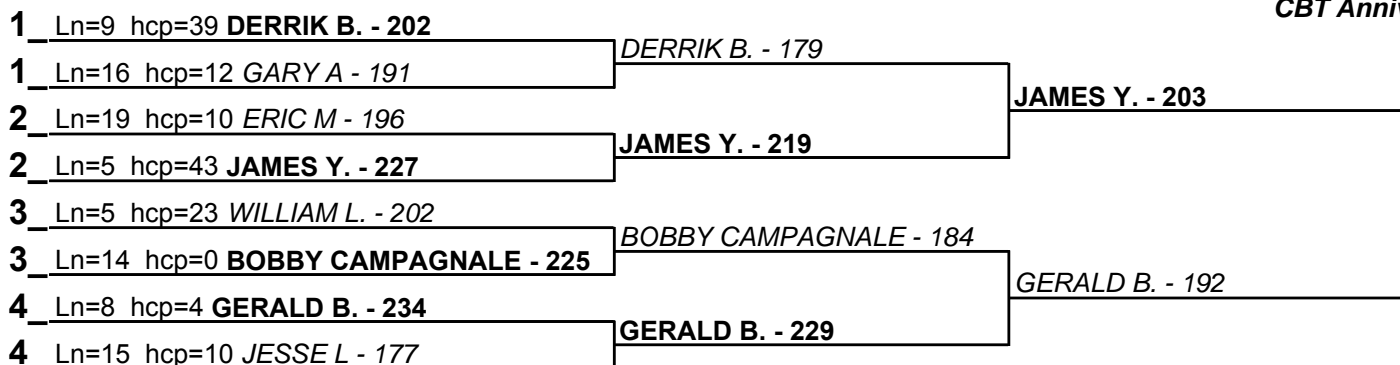 CBT
1_ Ln=9 hcp=39 DERRIK B. - 202
DERRIK B. - 179
1_ Ln=16 hcp=12 GARY A - 191
JAMES Y. - 203
2_ Ln=19 hcp=10 ERIC M - 196
JAMES Y. - 219
2_ Ln=5 hcp=43 JAMES Y. - 227
3_ Ln=5 hcp=23 WILLIAM L. - 202
BOBBY CAMPAGNALE - 184
3_ Ln=14 hcp=0 BOBBY CAMPAGNALE - 225
GERALD B. - 192
4_ Ln=8 hcp=4 GERALD B. - 234
GERALD B. - 229
4 Ln=15 hcp=10 JESSE L - 177